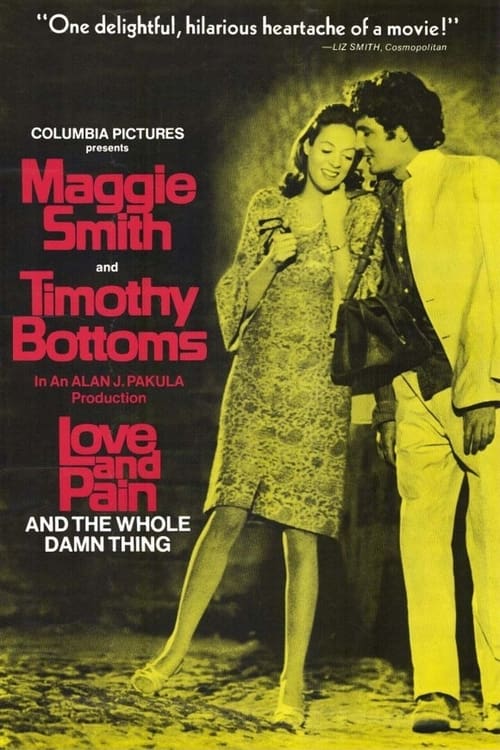 "One delightful, hilarious heartache of a movie!"
—LIZ SMITH, Cosmopolitan
COLUMBIA PICTURES
presents
Maggie
Smith
and
Timothy
Bottoms
In An ALAN J. PAKULA
Production
Love
and
Pain
AND THE WHOLE
DAMN THING